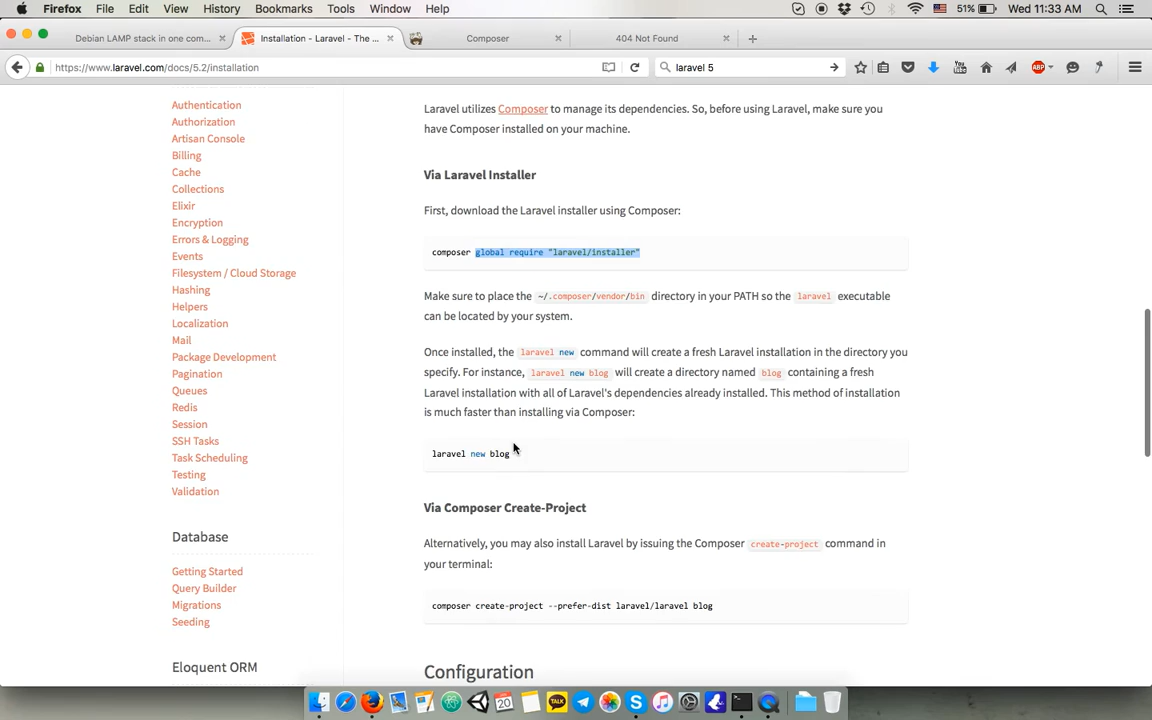 Firefox File Edit View History Bookmarks Tools Window Help 51% Wed 11:33 AM
Debian LAMP stack in one com... Installation - Laravel - The ... Composer 404 Not Found
https://www.laravel.com/docs/5.2/installation laravel 5 ABP
Authentication
Authorization
Artisan Console
Billing
Cache
Collections
Elixir
Encryption
Errors & Logging
Events
Filesystem / Cloud Storage
Hashing
Helpers
Localization
Mail
Package Development
Pagination
Queues
Redis
Session
SSH Tasks
Task Scheduling
Testing
Validation
Database
Getting Started
Query Builder
Migrations
Seeding
Eloquent ORM
Laravel utilizes Composer to manage its dependencies. So, before using Laravel, make sure you
have Composer installed on your machine.
Via Laravel Installer
First, download the Laravel installer using Composer:
composer global require "laravel/installer"
Make sure to place the ~/.composer/vendor/bin directory in your PATH so the laravel executable
can be located by your system.
Once installed, the laravel new command will create a fresh Laravel installation in the directory you
specify. For instance, laravel new blog will create a directory named blog containing a fresh
Laravel installation with all of Laravel's dependencies already installed. This method of installation
is much faster than installing via Composer:
laravel new blog
Via Composer Create-Project
Alternatively, you may also install Laravel by issuing the Composer create-project command in
your terminal:
composer create-project --prefer-dist laravel/laravel blog
Configuration
20 TALK